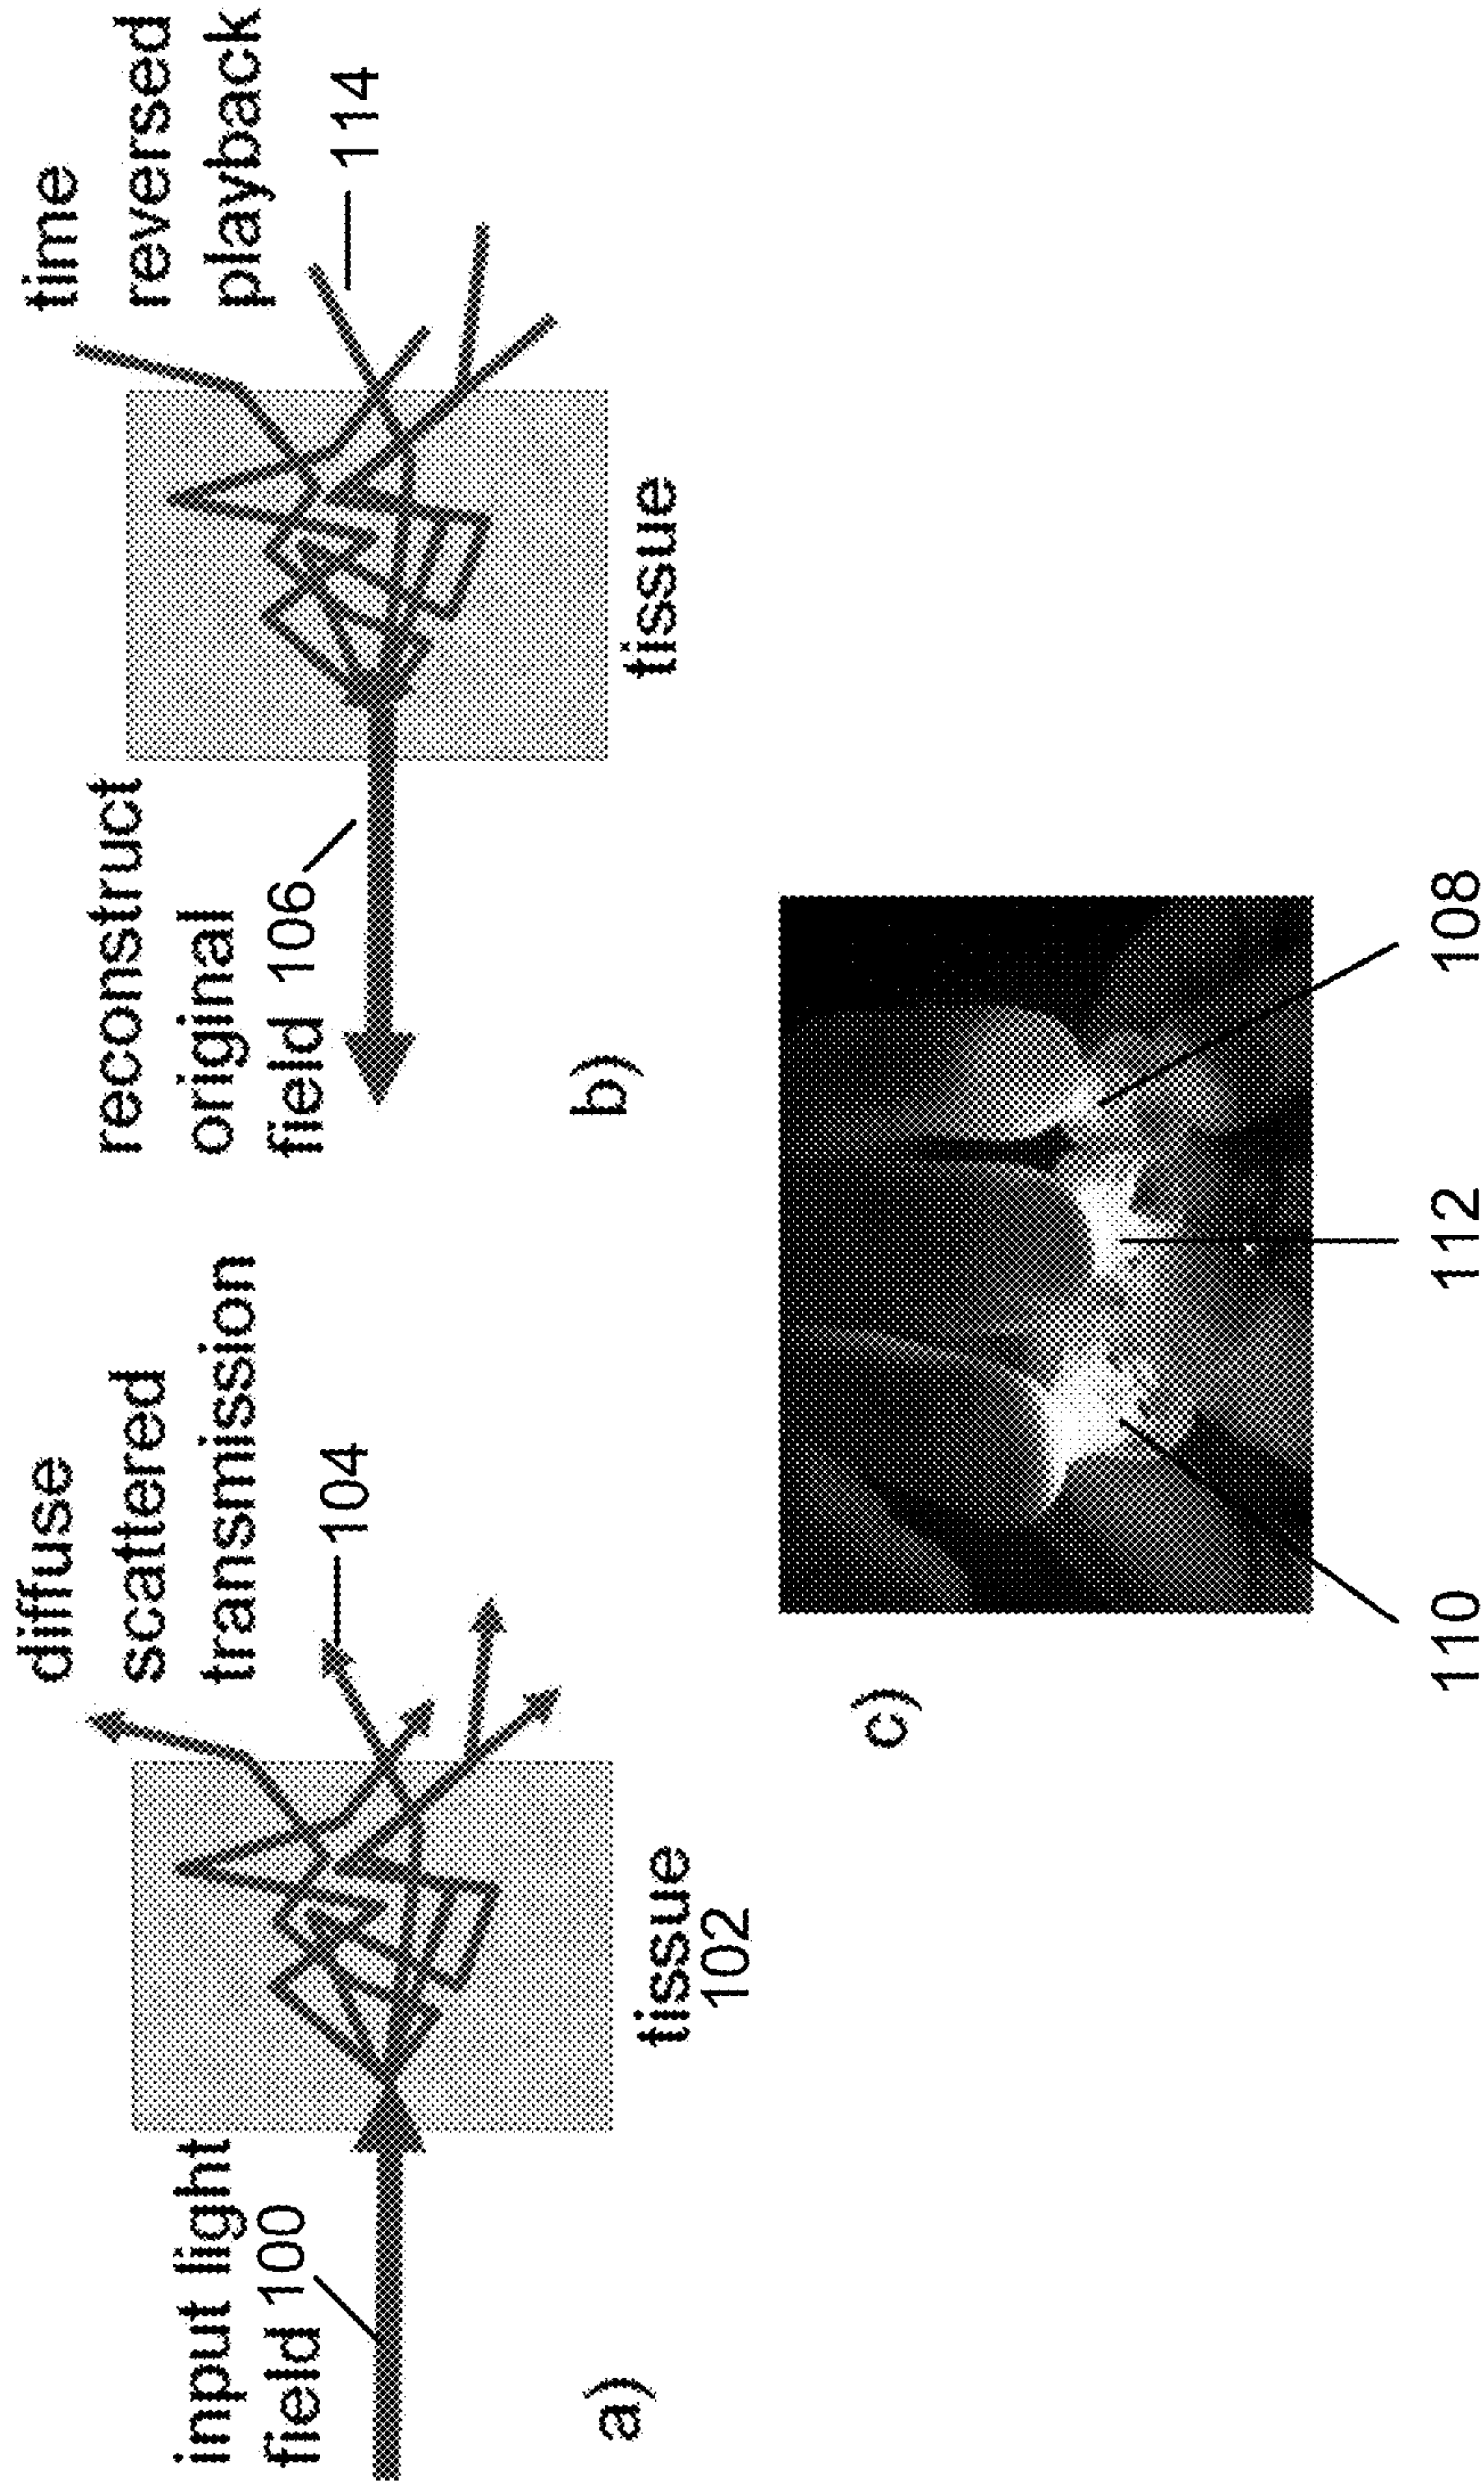 input light
field 100
diffuse
scattered
transmission
104
tissue
102
a)
reconstruct
original
field 106
time
reversed
playback
114
tissue
b)
c)
110
112
108